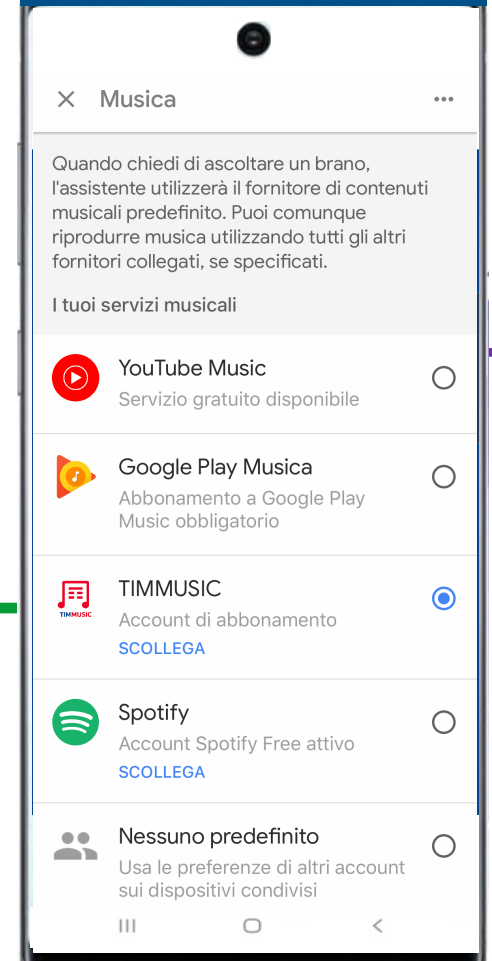 Musica
Quando chiedi di ascoltare un brano,
l'assistente utilizzerà il fornitore di contenuti
musicali predefinito. Puoi comunque
riprodurre musica utilizzando tutti gli altri
fornitori collegati, se specificati.
I tuoi servizi musicali
YouTube Music
Servizio gratuito disponibile
Google Play Musica
Abbonamento a Google Play
Music obbligatorio
TIMMUSIC
TIMMUSIC
Account di abbonamento
SCOLLEGA
Spotify
Account Spotify Free attivo
SCOLLEGA
Nessuno predefinito
Usa le preferenze di altri account
sui dispositivi condivisi